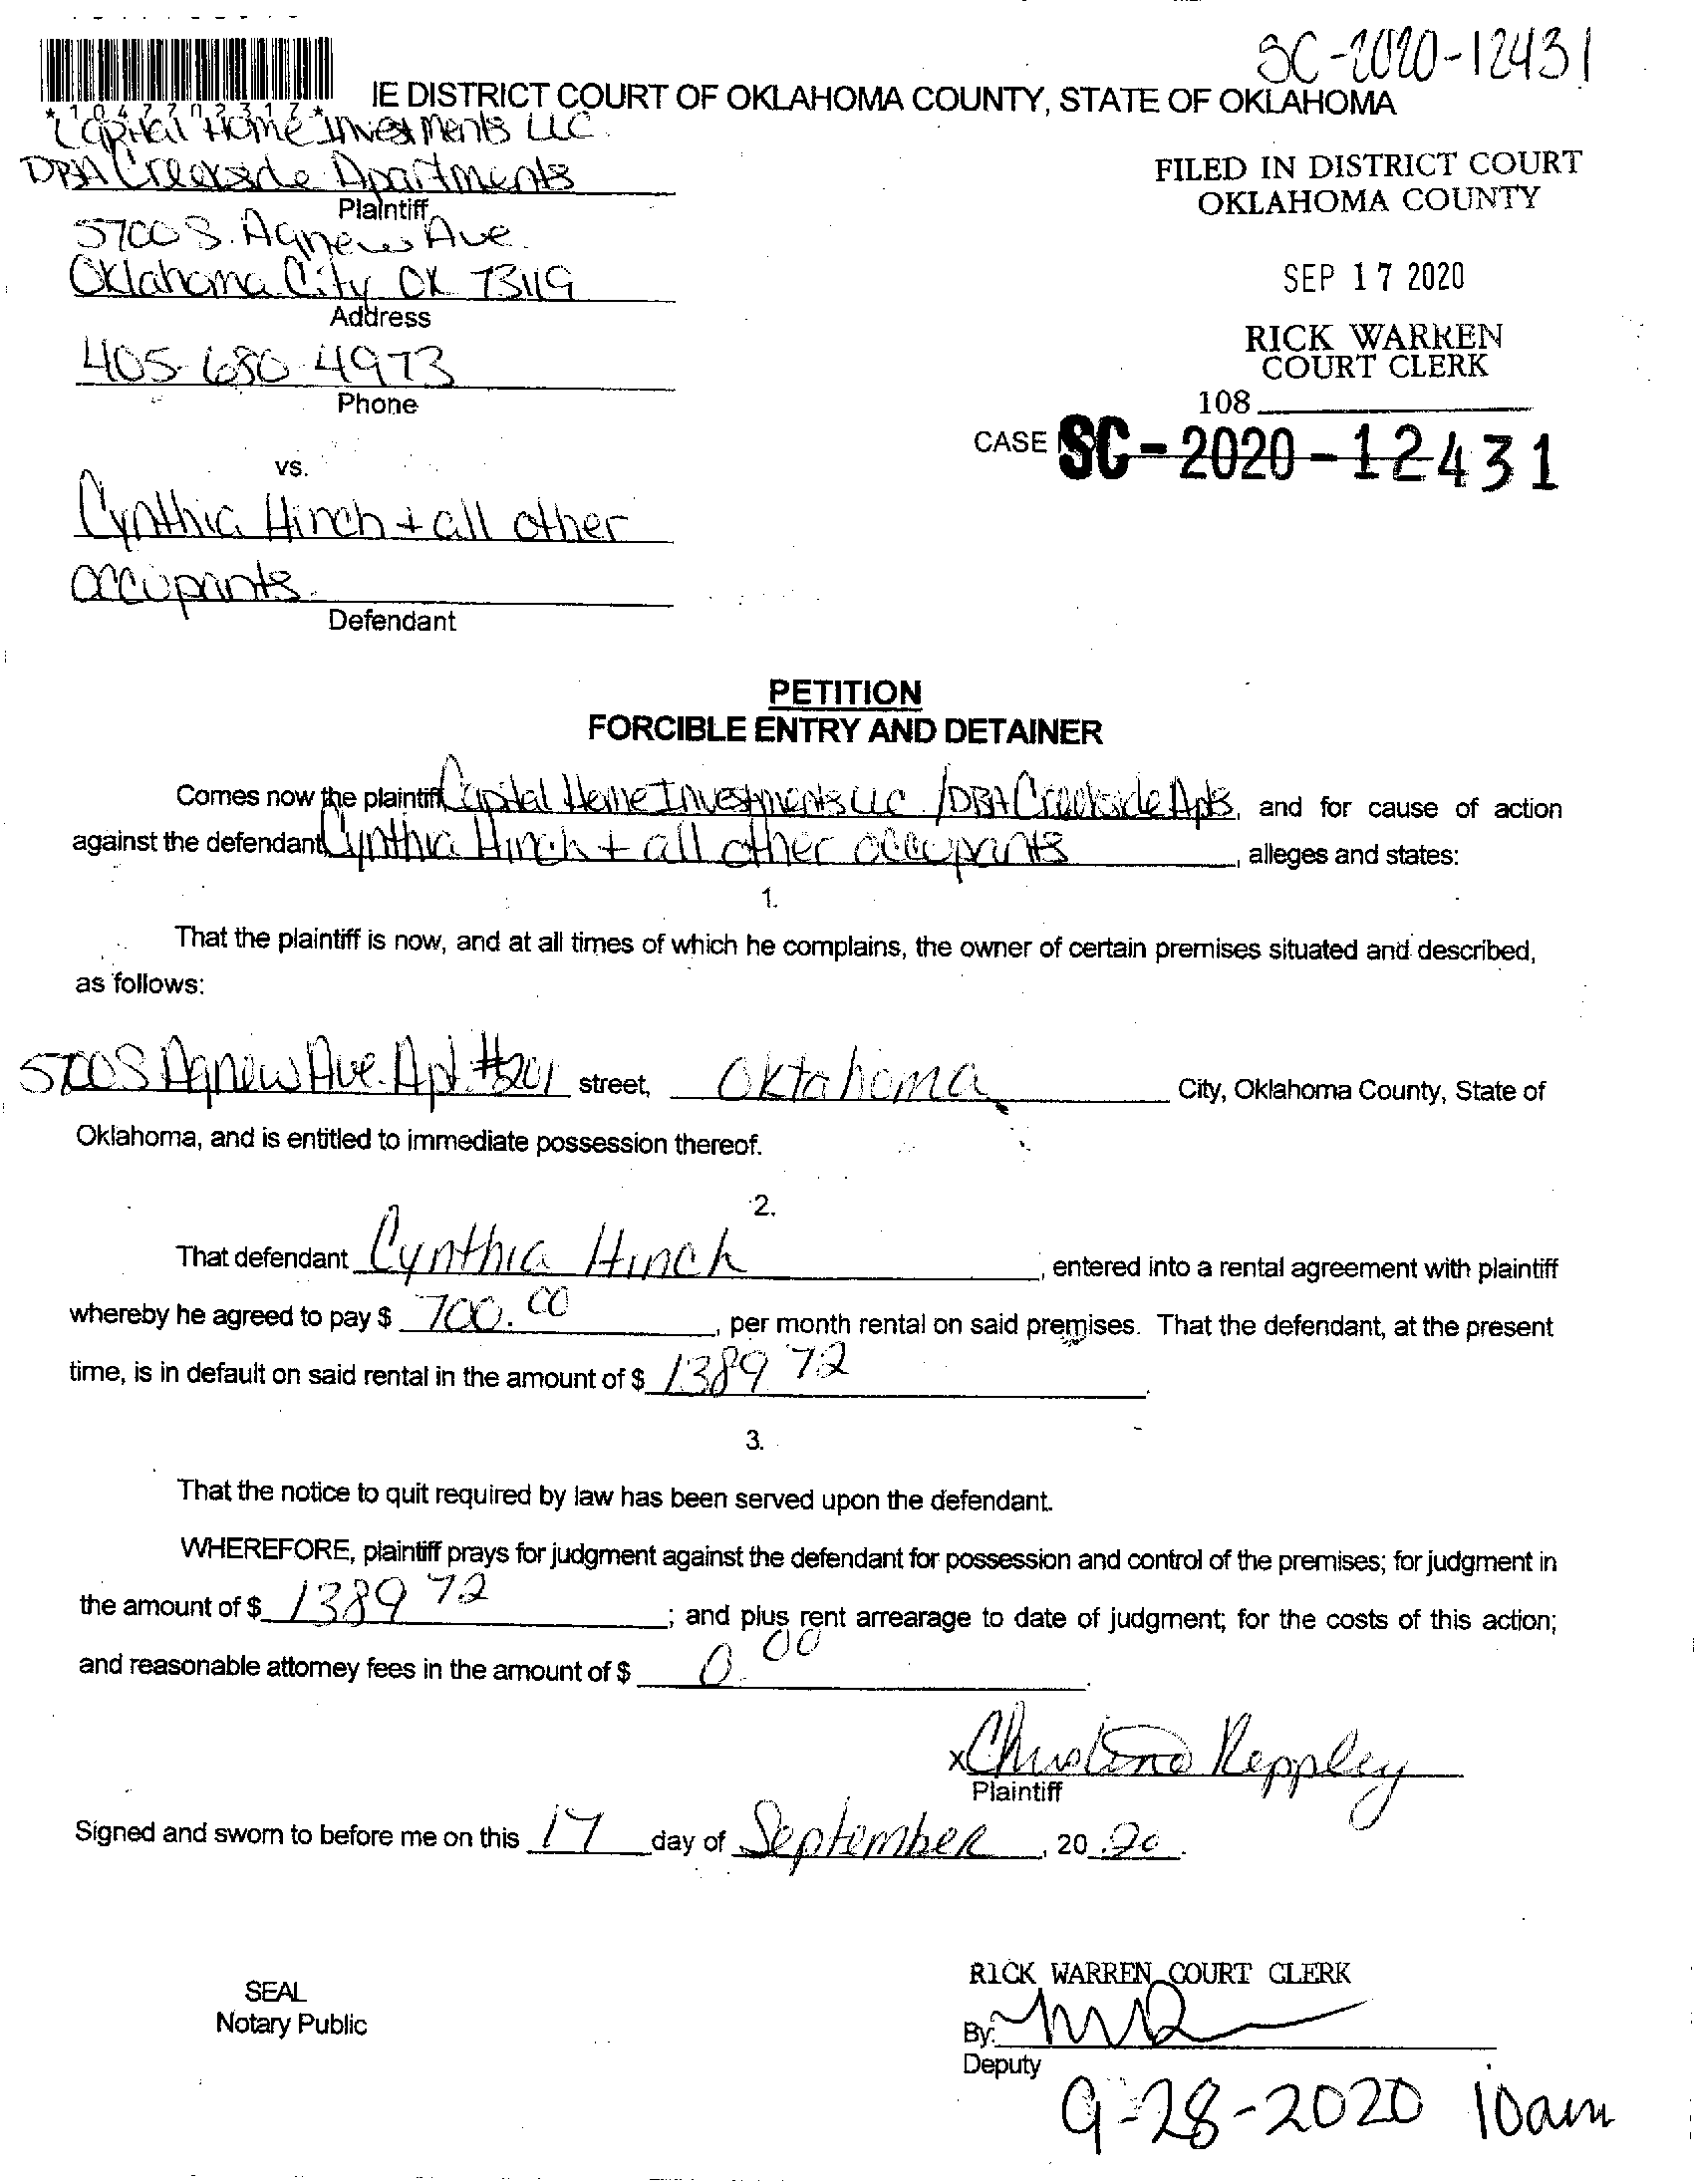 SC-2020-12431
*1047702317*
IE DISTRICT COURT OF OKLAHOMA COUNTY, STATE OF OKLAHOMA
Capital Home Investments LLC.
DBA Creekside Apartments
Plaintiff
5700 S. Agnew Ave.
Oklahoma City OK 73119
Address
405-680-4973
Phone
FILED IN DISTRICT COURT
OKLAHOMA COUNTY
SEP 17 2020
RICK WARREN
COURT CLERK
108
CASE SC-2020-12431
vs.
Cynthia Hinch + all other
occupants.
Defendant
PETITION
FORCIBLE ENTRY AND DETAINER
Comes now the plaintiff Capital Home Investments LLC /DBA Creekside Apts, and for cause of action
against the defendant Cynthia Hinch + all other occupants, alleges and states:
1.
That the plaintiff is now, and at all times of which he complains, the owner of certain premises situated and described,
as follows:
5700 S Agnew Ave. Apt. #201 street, Oklahoma City, Oklahoma County, State of
Oklahoma, and is entitled to immediate possession thereof.
2.
That defendant Cynthia Hinch, entered into a rental agreement with plaintiff
whereby he agreed to pay $ 700.00, per month rental on said premises. That the defendant, at the present
time, is in default on said rental in the amount of $ 1389 72.
3.
That the notice to quit required by law has been served upon the defendant.
WHEREFORE, plaintiff prays for judgment against the defendant for possession and control of the premises; for judgment in
the amount of $ 1389 72; and plus rent arrearage to date of judgment; for the costs of this action;
and reasonable attorney fees in the amount of $ 0.00.
x Christina Reppley
Plaintiff
Signed and sworn to before me on this 17 day of September, 20 20.
SEAL
Notary Public
RICK WARREN COURT CLERK
By:
Deputy
9-28-2020 10am